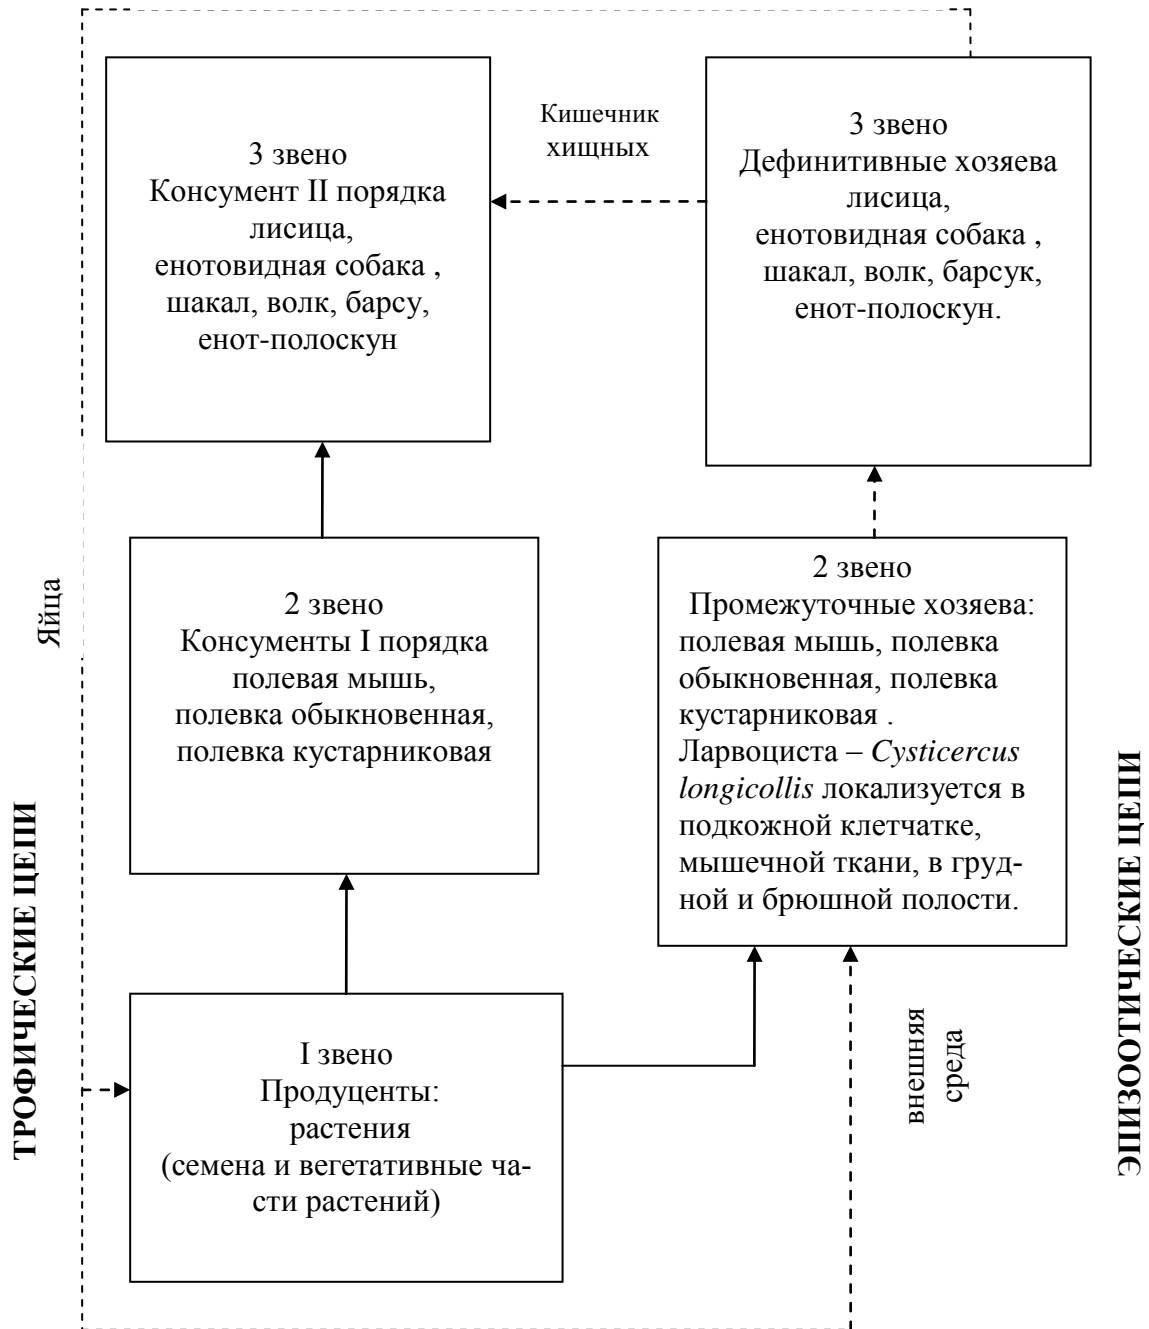 Кишечник
хищных
3 звено
Консумент II порядка
лисица,
енотовидная собака ,
шакал, волк, барсу,
енот-полоскун
3 звено
Дефинитивные хозяева
лисица,
енотовидная собака ,
шакал, волк, барсук,
енот-полоскун.
Яйца
2 звено
Консументы I порядка
полевая мышь,
полевка обыкновенная,
полевка кустарниковая
2 звено
Промежуточные хозяева:
полевая мышь, полевка
обыкновенная, полевка
кустарниковая .
Ларвоциста – Cysticercus
longicollis локализуется в
подкожной клетчатке,
мышечной ткани, в груд-
ной и брюшной полости.
ТРОФИЧЕСКИЕ ЦЕПИ
ЭПИЗООТИЧЕСКИЕ ЦЕПИ
I звено
Продуценты:
растения
(семена и вегетативные ча-
сти растений)
внешняя
среда